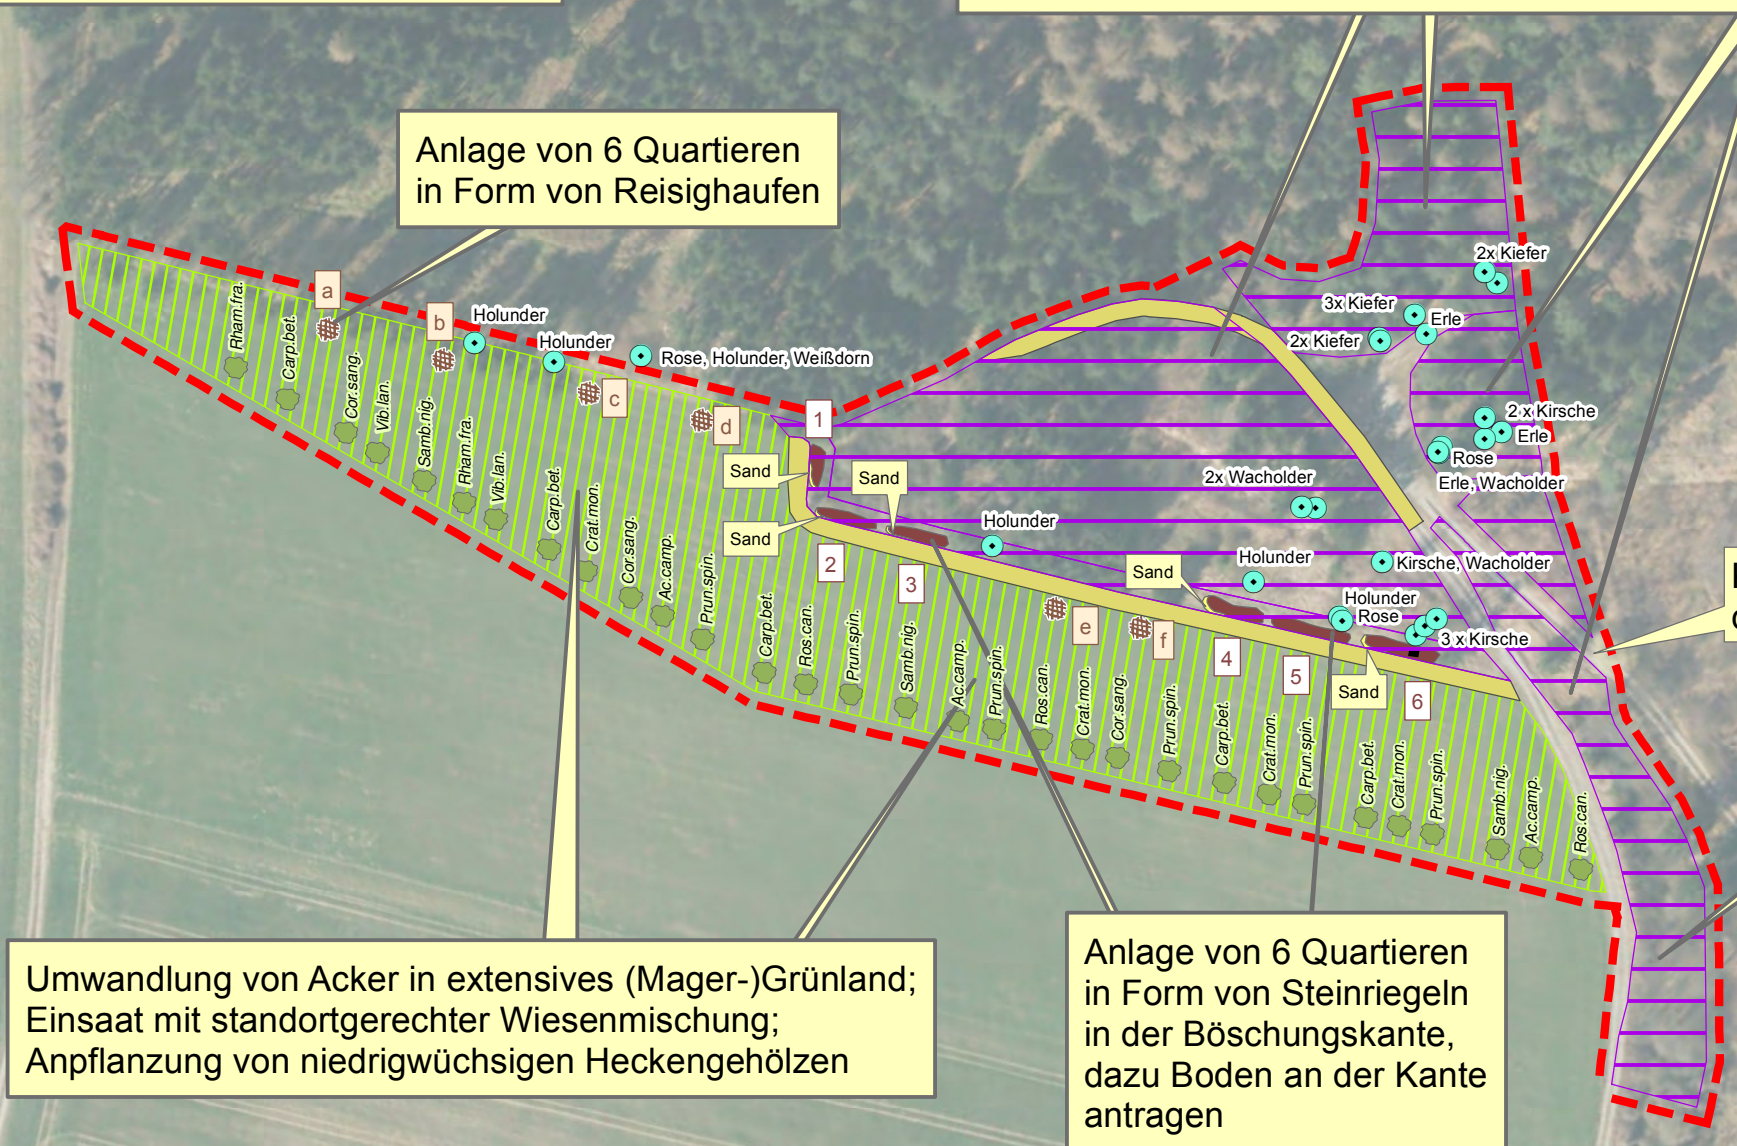 Anlage von 6 Quartieren
in Form von Reisighaufen
2x Kiefer
3x Kiefer
Erle
2x Kiefer
a
b
Holunder
Holunder
Rose, Holunder, Weißdorn
c
d
1
2 x Kirsche
Erle
Rose
Erle, Wacholder
2x Wacholder
Sand
Sand
Sand
Holunder
2
3
Sand
Holunder
Kirsche, Wacholder
Holunder
Rose
3 x Kirsche
e
f
4
5
Sand
6
Rham.fra.
Carp.bet.
Cor.sang.
Vib.lan.
Samb.nig.
Rham.fra.
Vib.lan.
Carp.bet.
Crat.mon.
Cor.sang.
Ac.camp.
Prun.spin.
Carp.bet.
Ros.can.
Prun.spin.
Samb.nig.
Ac.camp.
Prun.spin.
Ros.can.
Crat.mon.
Cor.sang.
Prun.spin.
Carp.bet.
Crat.mon.
Prun.spin.
Carp.bet.
Crat.mon.
Prun.spin.
Samb.nig.
Ac.camp.
Ros.can.
Umwandlung von Acker in extensives (Mager-)Grünland;
Einsaat mit standortgerechter Wiesenmischung;
Anpflanzung von niedrigwüchsigen Heckengehölzen
Anlage von 6 Quartieren
in Form von Steinriegeln
in der Böschungskante,
dazu Boden an der Kante
antragen